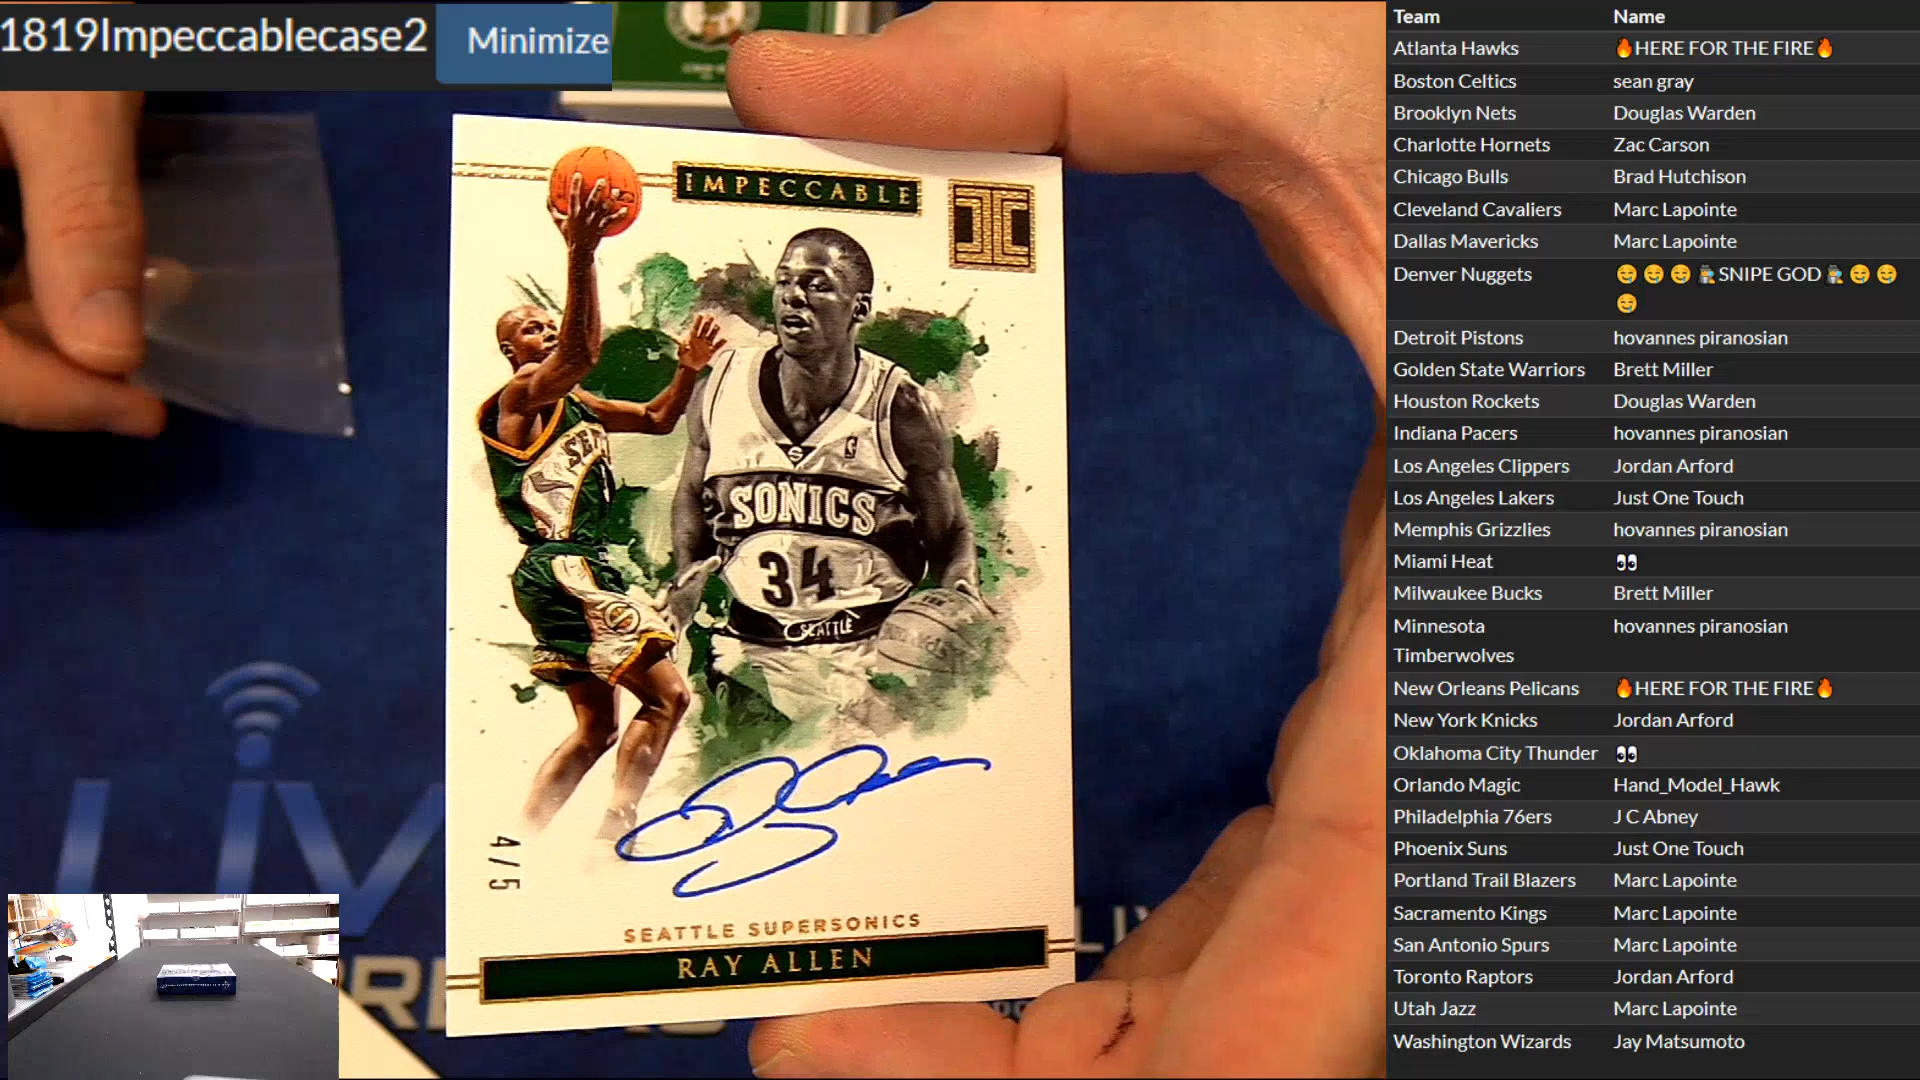 1819Impeccablecase2
Minimize
IMPECCABLE
SONICS
34
SEATTLE
4/5
SEATTLE SUPERSONICS
RAY ALLEN
LIV
Team Name
Atlanta Hawks 🔥HERE FOR THE FIRE🔥
Boston Celtics sean gray
Brooklyn Nets Douglas Warden
Charlotte Hornets Zac Carson
Chicago Bulls Brad Hutchison
Cleveland Cavaliers Marc Lapointe
Dallas Mavericks Marc Lapointe
Denver Nuggets SNIPE GOD
Detroit Pistons hovannes piranosian
Golden State Warriors Brett Miller
Houston Rockets Douglas Warden
Indiana Pacers hovannes piranosian
Los Angeles Clippers Jordan Arford
Los Angeles Lakers Just One Touch
Memphis Grizzlies hovannes piranosian
Miami Heat 👀
Milwaukee Bucks Brett Miller
Minnesota hovannes piranosian
Timberwolves
New Orleans Pelicans 🔥HERE FOR THE FIRE🔥
New York Knicks Jordan Arford
Oklahoma City Thunder 👀
Orlando Magic Hand_Model_Hawk
Philadelphia 76ers J C Abney
Phoenix Suns Just One Touch
Portland Trail Blazers Marc Lapointe
Sacramento Kings Marc Lapointe
San Antonio Spurs Marc Lapointe
Toronto Raptors Jordan Arford
Utah Jazz Marc Lapointe
Washington Wizards Jay Matsumoto